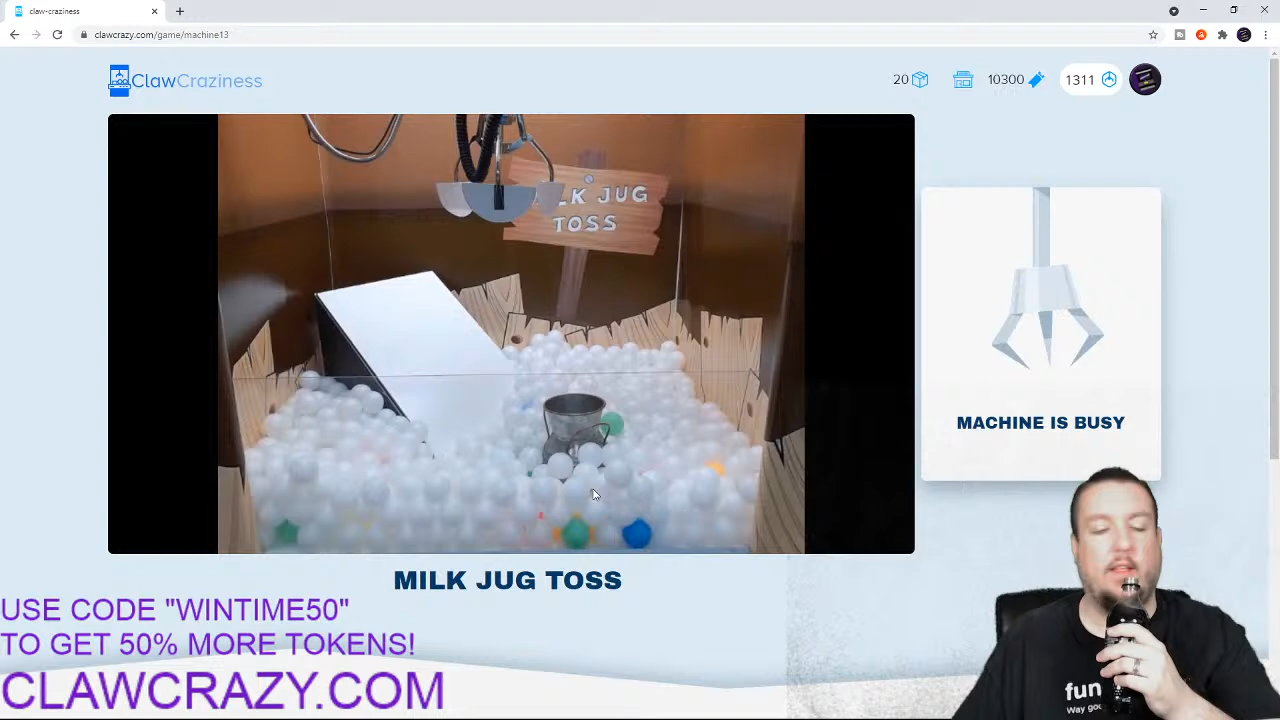 claw-craziness
clawcrazy.com/game/machine13
ClawCraziness
20
10300
1311
MILK JUG
TOSS
MACHINE IS BUSY
MILK JUG TOSS
USE CODE "WINTIME50"
TO GET 50% MORE TOKENS!
CLAWCRAZY.COM
fun